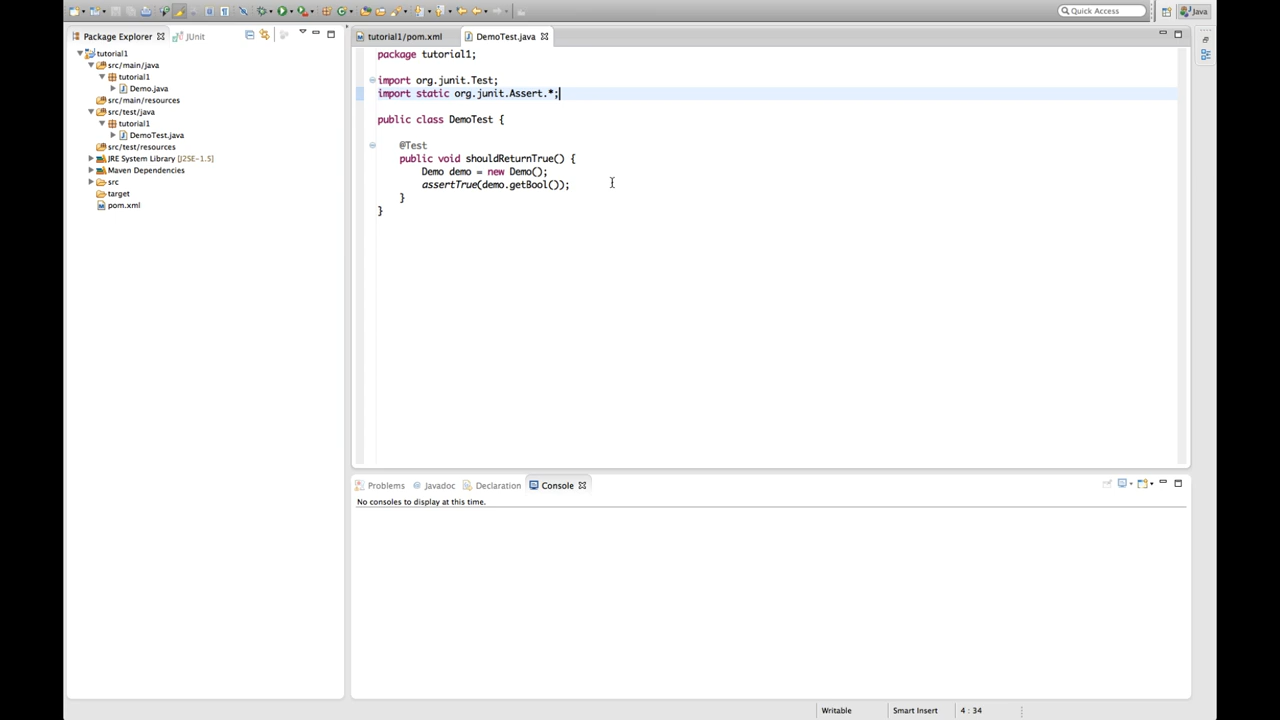 Quick Access
Java
Package Explorer
JUnit
tutorial1
src/main/java
tutorial1
Demo.java
src/main/resources
src/test/java
tutorial1
DemoTest.java
src/test/resources
JRE System Library [J2SE-1.5]
Maven Dependencies
src
target
pom.xml
tutorial1/pom.xml
DemoTest.java
package tutorial1;
import org.junit.Test;
import static org.junit.Assert.*;
public class DemoTest {
@Test
public void shouldReturnTrue() {
Demo demo = new Demo();
assertTrue(demo.getBool());
}
}
Problems
Javadoc
Declaration
Console
No consoles to display at this time.
Writable
Smart Insert
4 : 34